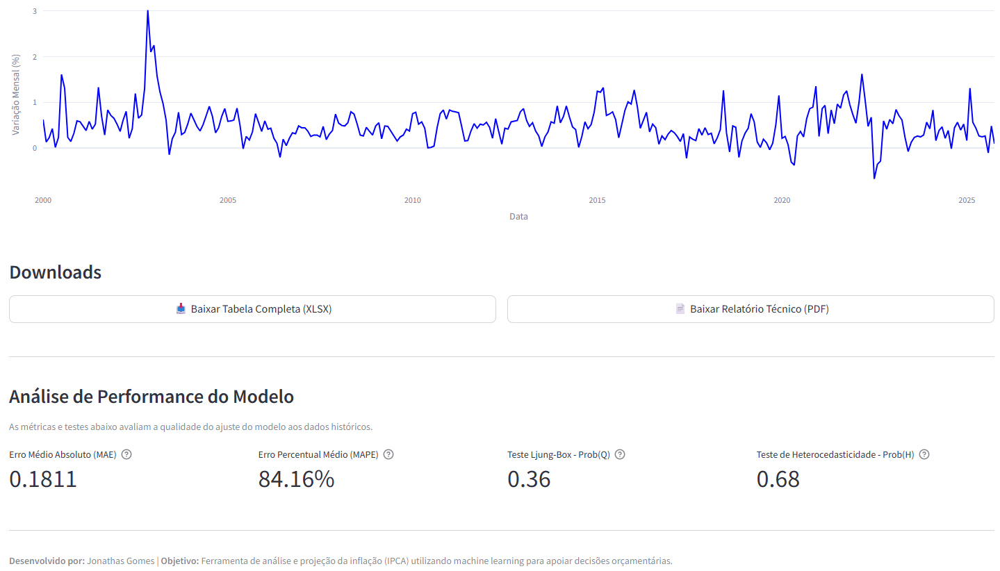 3
2
1
0
Variação Mensal (%)
2000 2005 2010 2015 2020 2025
Data
Downloads
Baixar Tabela Completa (XLSX) Baixar Relatório Técnico (PDF)
Análise de Performance do Modelo
As métricas e testes abaixo avaliam a qualidade do ajuste do modelo aos dados históricos.
Erro Médio Absoluto (MAE) ? Erro Percentual Médio (MAPE) ? Teste Ljung-Box - Prob(Q) ? Teste de Heterocedasticidade - Prob(H) ?
0.1811 84.16% 0.36 0.68
Desenvolvido por: Jonathas Gomes | Objetivo: Ferramenta de análise e projeção da inflação (IPCA) utilizando machine learning para apoiar decisões orçamentárias.